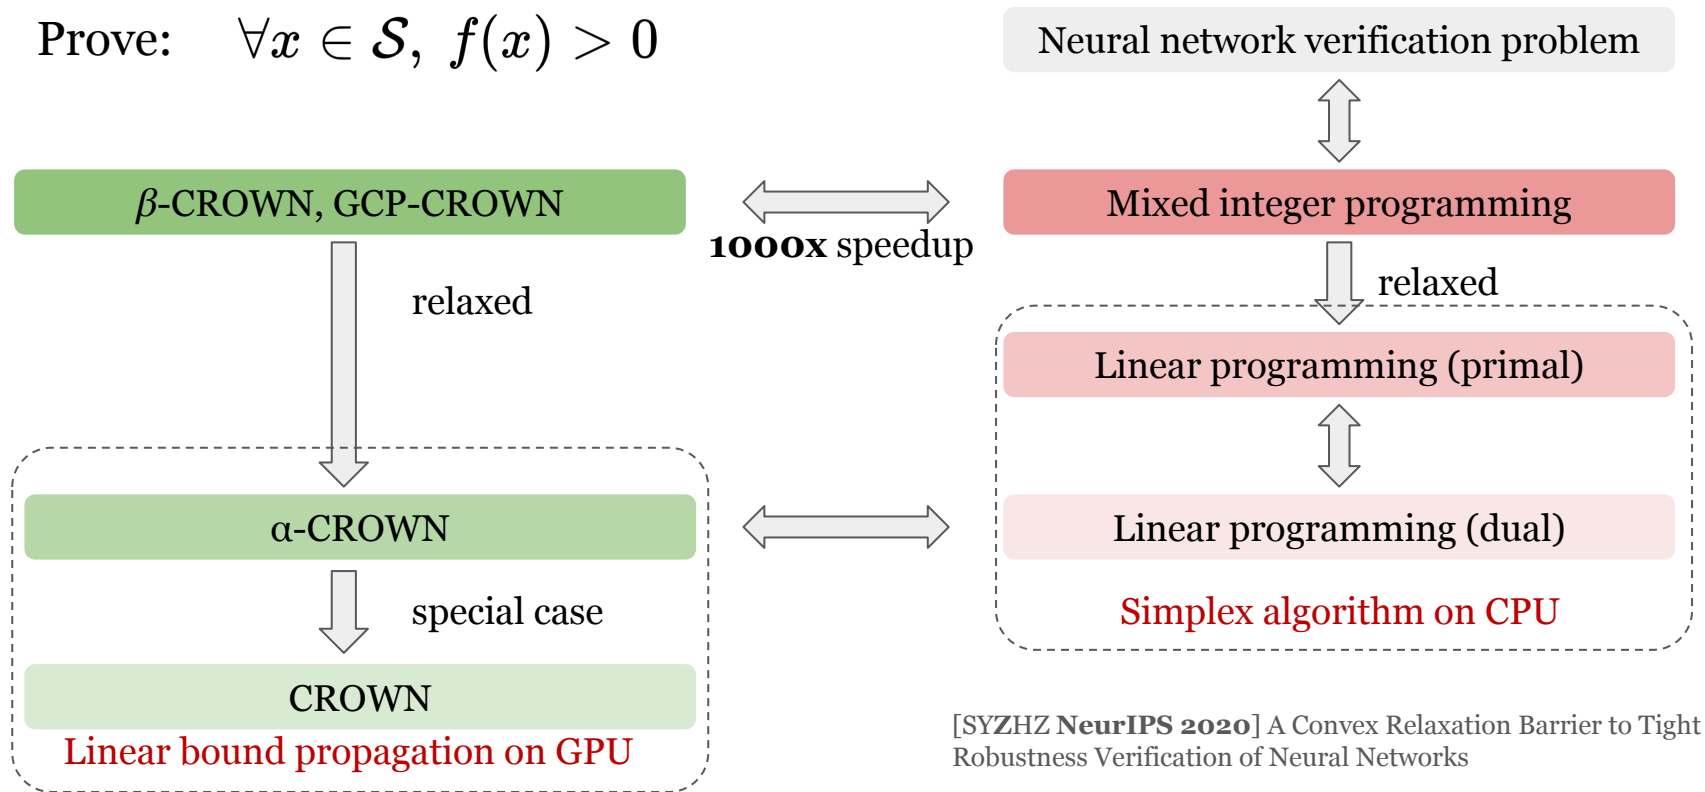 Prove: ∀x ∈ 𝒮, f(x) > 0
Neural network verification problem
β-CROWN, GCP-CROWN
1000x speedup
Mixed integer programming
relaxed
relaxed
Linear programming (primal)
α-CROWN
Linear programming (dual)
special case
Simplex algorithm on CPU
CROWN
Linear bound propagation on GPU
[SYZHZ NeurIPS 2020] A Convex Relaxation Barrier to Tight
Robustness Verification of Neural Networks